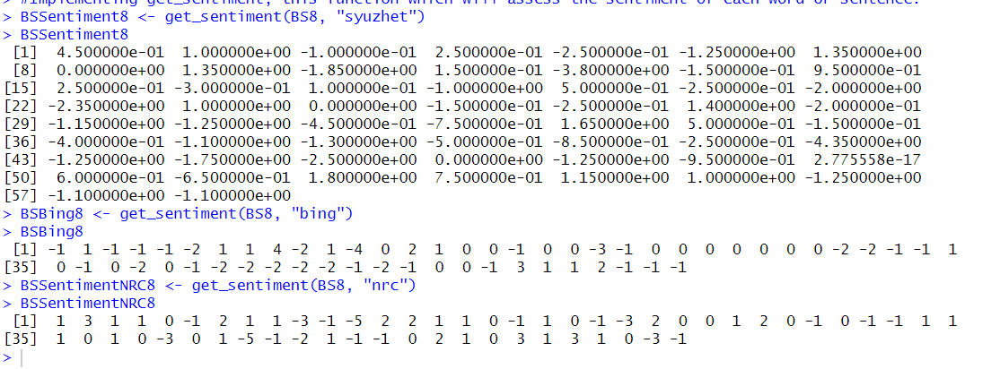 > #Implementing get_sentiment, this function which will assess the sentiment of each word or sentence.
> BSSentiment8 <- get_sentiment(BS8, "syuzhet")
> BSSentiment8
[1] 4.500000e-01 1.000000e+00 -1.000000e-01 2.500000e-01 -2.500000e-01 -1.250000e+00 1.350000e+00
[8] 0.000000e+00 1.350000e+00 -1.850000e+00 1.500000e-01 -3.800000e+00 -1.500000e-01 9.500000e-01
[15] 2.500000e-01 -3.000000e-01 1.000000e-01 -1.000000e+00 5.000000e-01 -2.500000e-01 -2.000000e+00
[22] -2.350000e+00 1.000000e+00 0.000000e+00 -1.500000e-01 -2.500000e-01 1.400000e+00 -2.000000e-01
[29] -1.150000e+00 -1.250000e+00 -4.500000e-01 -7.500000e-01 1.650000e+00 5.000000e-01 -1.500000e-01
[36] -4.000000e-01 -1.100000e+00 -1.300000e+00 -5.000000e-01 -8.500000e-01 -2.500000e-01 -4.350000e+00
[43] -1.250000e+00 -1.750000e+00 -2.500000e+00 0.000000e+00 -1.250000e+00 -9.500000e-01 2.775558e-17
[50] 6.000000e-01 -6.500000e-01 1.800000e+00 7.500000e-01 1.150000e+00 1.000000e+00 -1.250000e+00
[57] -1.100000e+00 -1.100000e+00
> BSBing8 <- get_sentiment(BS8, "bing")
> BSBing8
[1] -1 1 -1 -1 -1 -2 1 1 4 -2 1 -4 0 2 1 0 0 -1 0 0 -3 -1 0 0 0 0 0 0 -2 -2 -1 -1 1
[35] 0 -1 0 -2 0 -1 -2 -2 -2 -2 -2 -1 -2 -1 0 0 -1 3 1 1 2 -1 -1 -1
> BSSentimentNRC8 <- get_sentiment(BS8, "nrc")
> BSSentimentNRC8
[1] 1 3 1 1 0 -1 2 1 1 -3 -1 -5 2 2 1 1 0 -1 1 0 -1 -3 2 0 0 1 2 0 -1 0 -1 -1 1 1
[35] 1 0 1 0 -3 0 1 -5 -1 -2 1 -1 -1 0 2 1 0 3 1 3 1 0 -3 -1
>